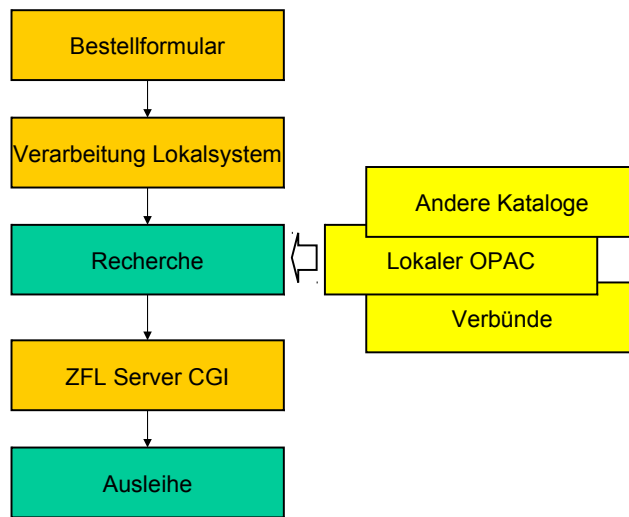 Bestellformular
Verarbeitung Lokalsystem
Recherche
ZFL Server CGI
Ausleihe
Andere Kataloge
Lokaler OPAC
Verbünde